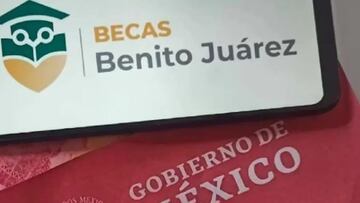 BECAS
Benito Juárez
GOBIERNO DE
MÉXICO